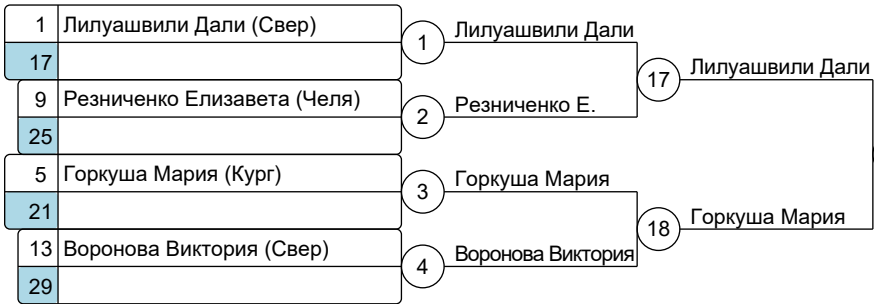 1 Лилуашвили Дали (Свер)
17
9 Резниченко Елизавета (Челя)
25
5 Горкуша Мария (Кург)
21
13 Воронова Виктория (Свер)
29
1 Лилуашвили Дали
2 Резниченко Е.
3 Горкуша Мария
4 Воронова Виктория
17 Лилуашвили Дали
18 Горкуша Мария